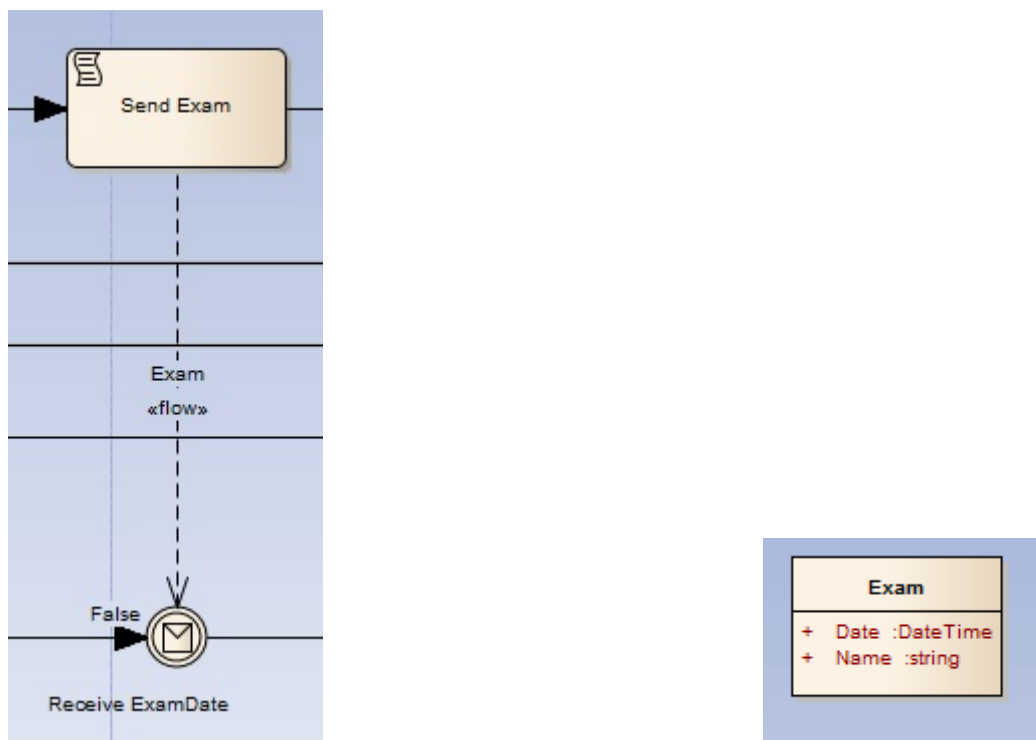 Send Exam
Exam
«flow»
False
Receive ExamDate
Exam
+ Date :DateTime
+ Name :string